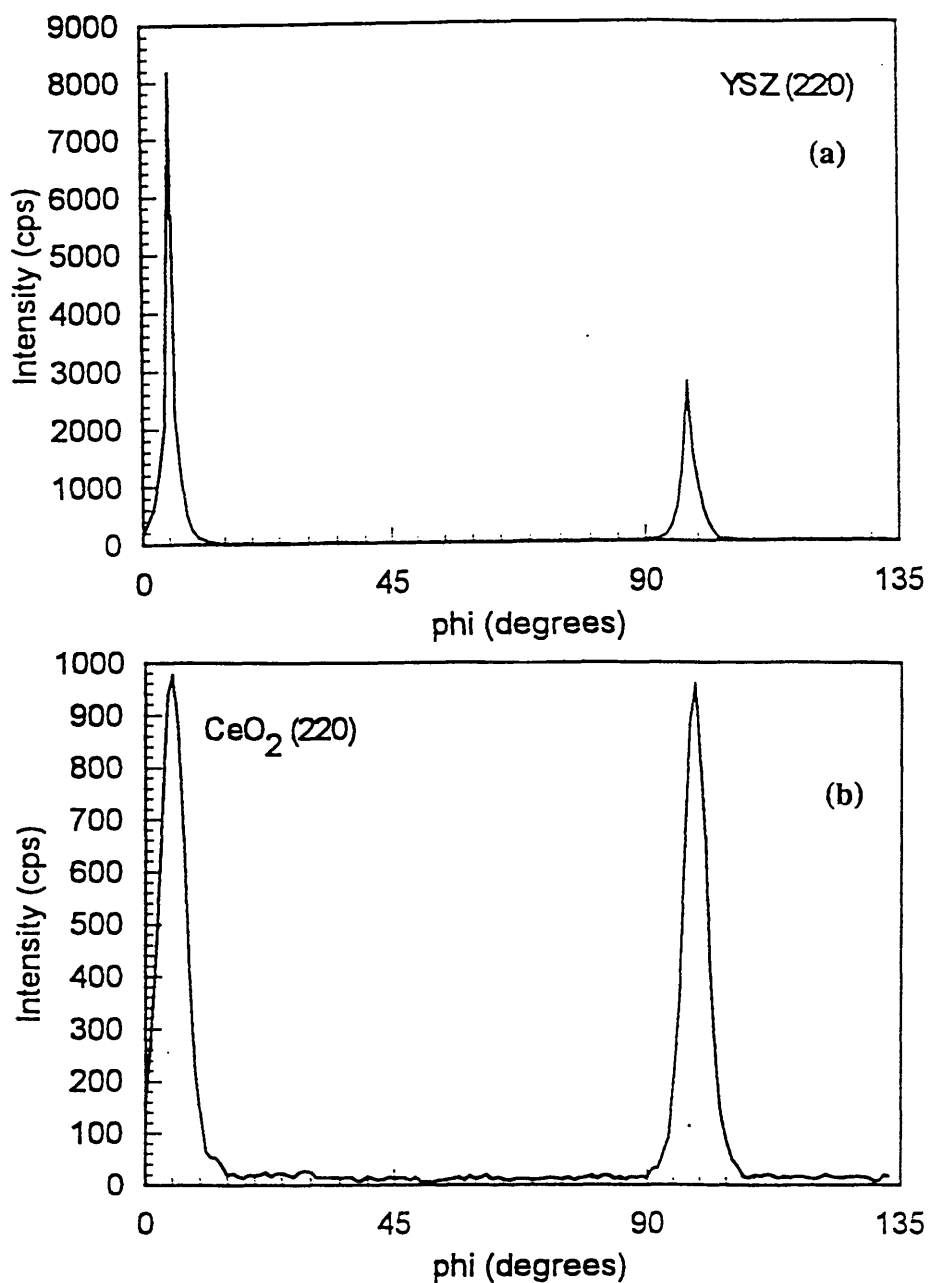 9000
8000
7000
6000
5000
4000
3000
2000
1000
0
Intensity (cps)
YSZ (220)
(a)
0 45 90 135
phi (degrees)
1000
900
800
700
600
500
400
300
200
100
0
Intensity (cps)
CeO2 (220)
(b)
0 45 90 135
phi (degrees)